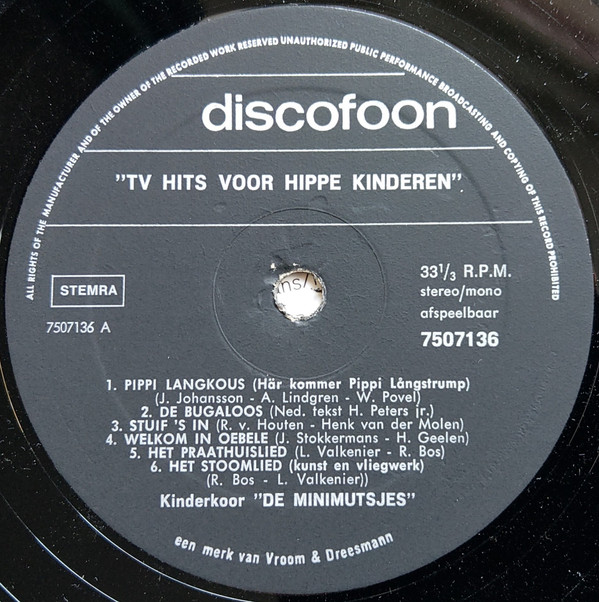 ALL RIGHTS OF THE MANUFACTURER AND OF THE OWNER OF THE RECORDED WORK RESERVED UNAUTHORIZED PUBLIC PERFORMANCE BROADCASTING AND COPYING OF THIS RECORD PROHIBITED
discofoon
"TV HITS VOOR HIPPE KINDEREN"
STEMRA
7507136 A
33 1/3 R.P.M.
stereo/mono
afspeelbaar
7507136
1. PIPPI LANGKOUS (Här kommer Pippi Långstrump)
(J. Johansson - A. Lindgren - W. Povel)
2. DE BUGALOOS (Ned. tekst H. Peters jr.)
3. STUIF 'S IN (R. v. Houten - Henk van der Molen)
4. WELKOM IN OEBELE (J. Stokkermans - H. Geelen)
5. HET PRAATHUISLIED (L. Valkenier - R. Bos)
6. HET STOOMLIED (kunst en vliegwerk)
(R. Bos - L. Valkenier))
Kinderkoor "DE MINIMUTSJES"
een merk van Vroom & Dreesmann